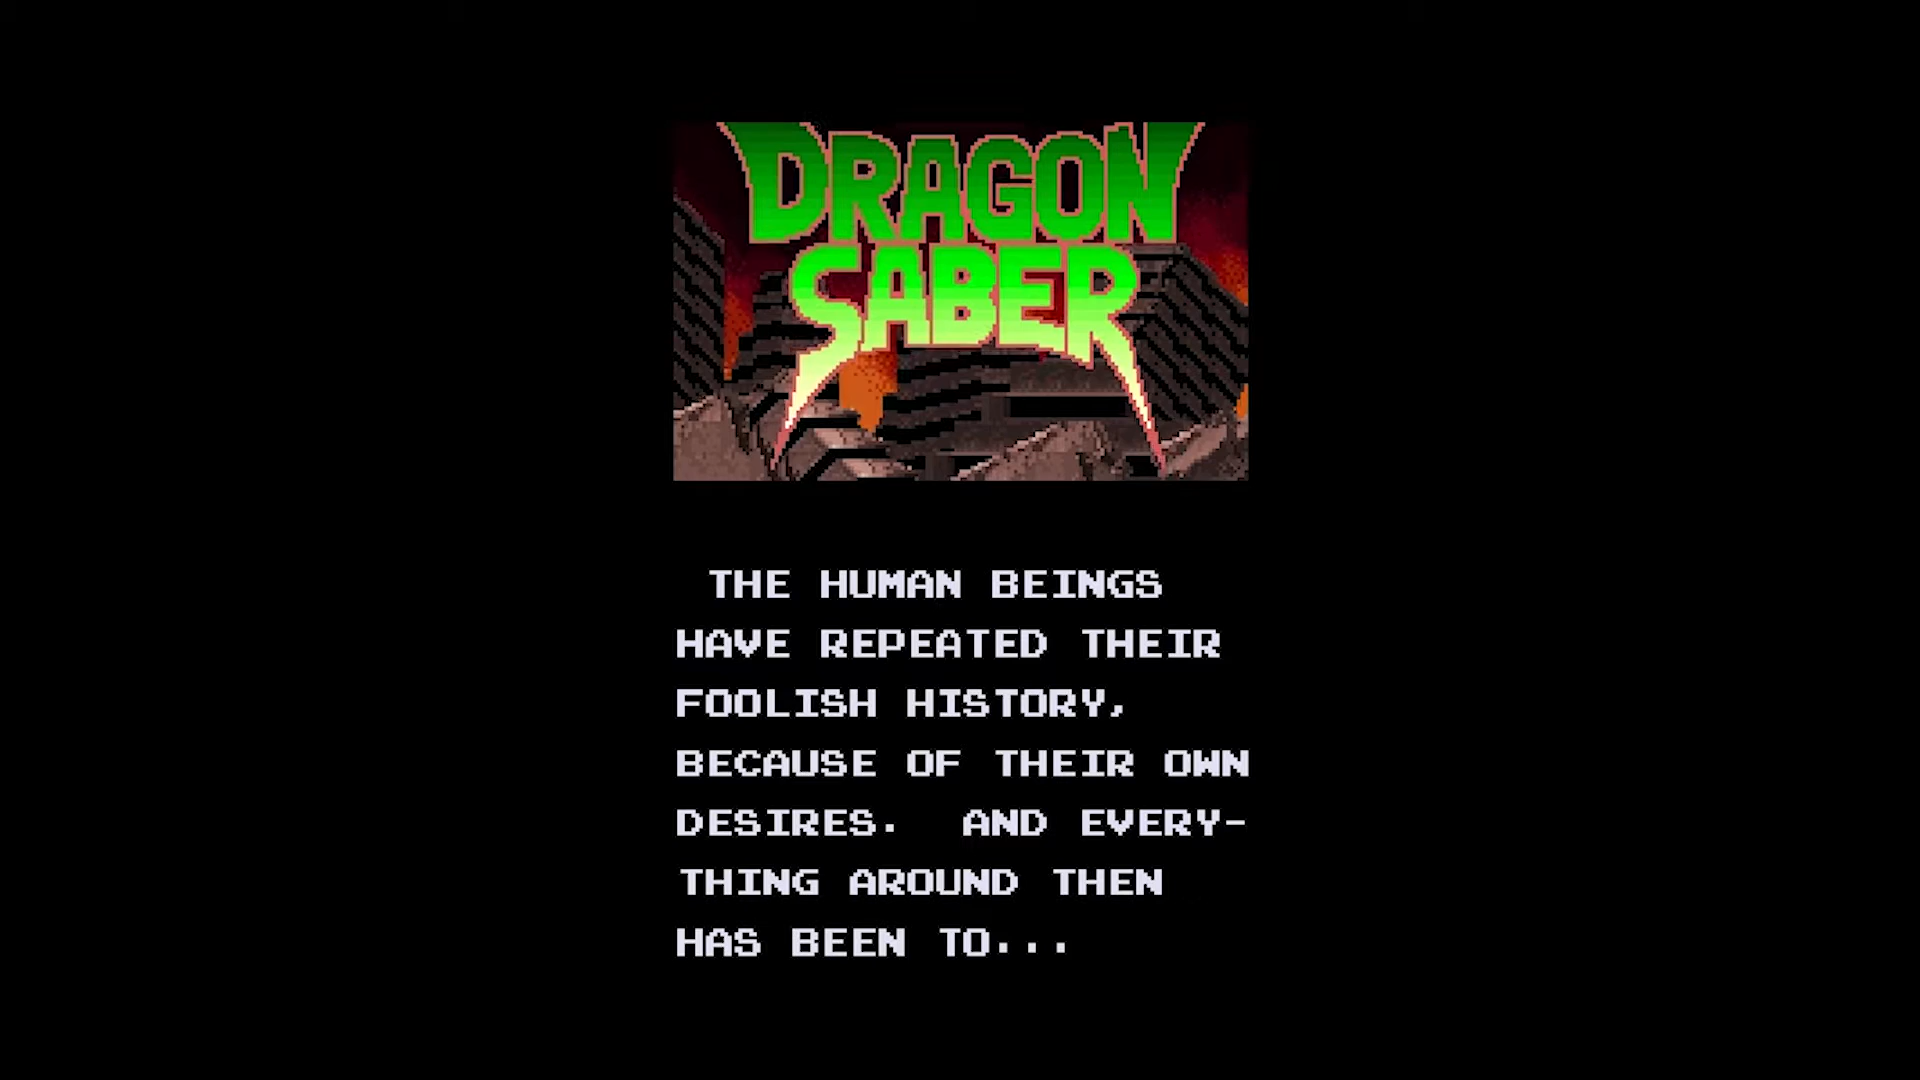 DRAGON
SABER
THE HUMAN BEINGS
HAVE REPEATED THEIR
FOOLISH HISTORY,
BECAUSE OF THEIR OWN
DESIRES. AND EVERY-
THING AROUND THEN
HAS BEEN TO...